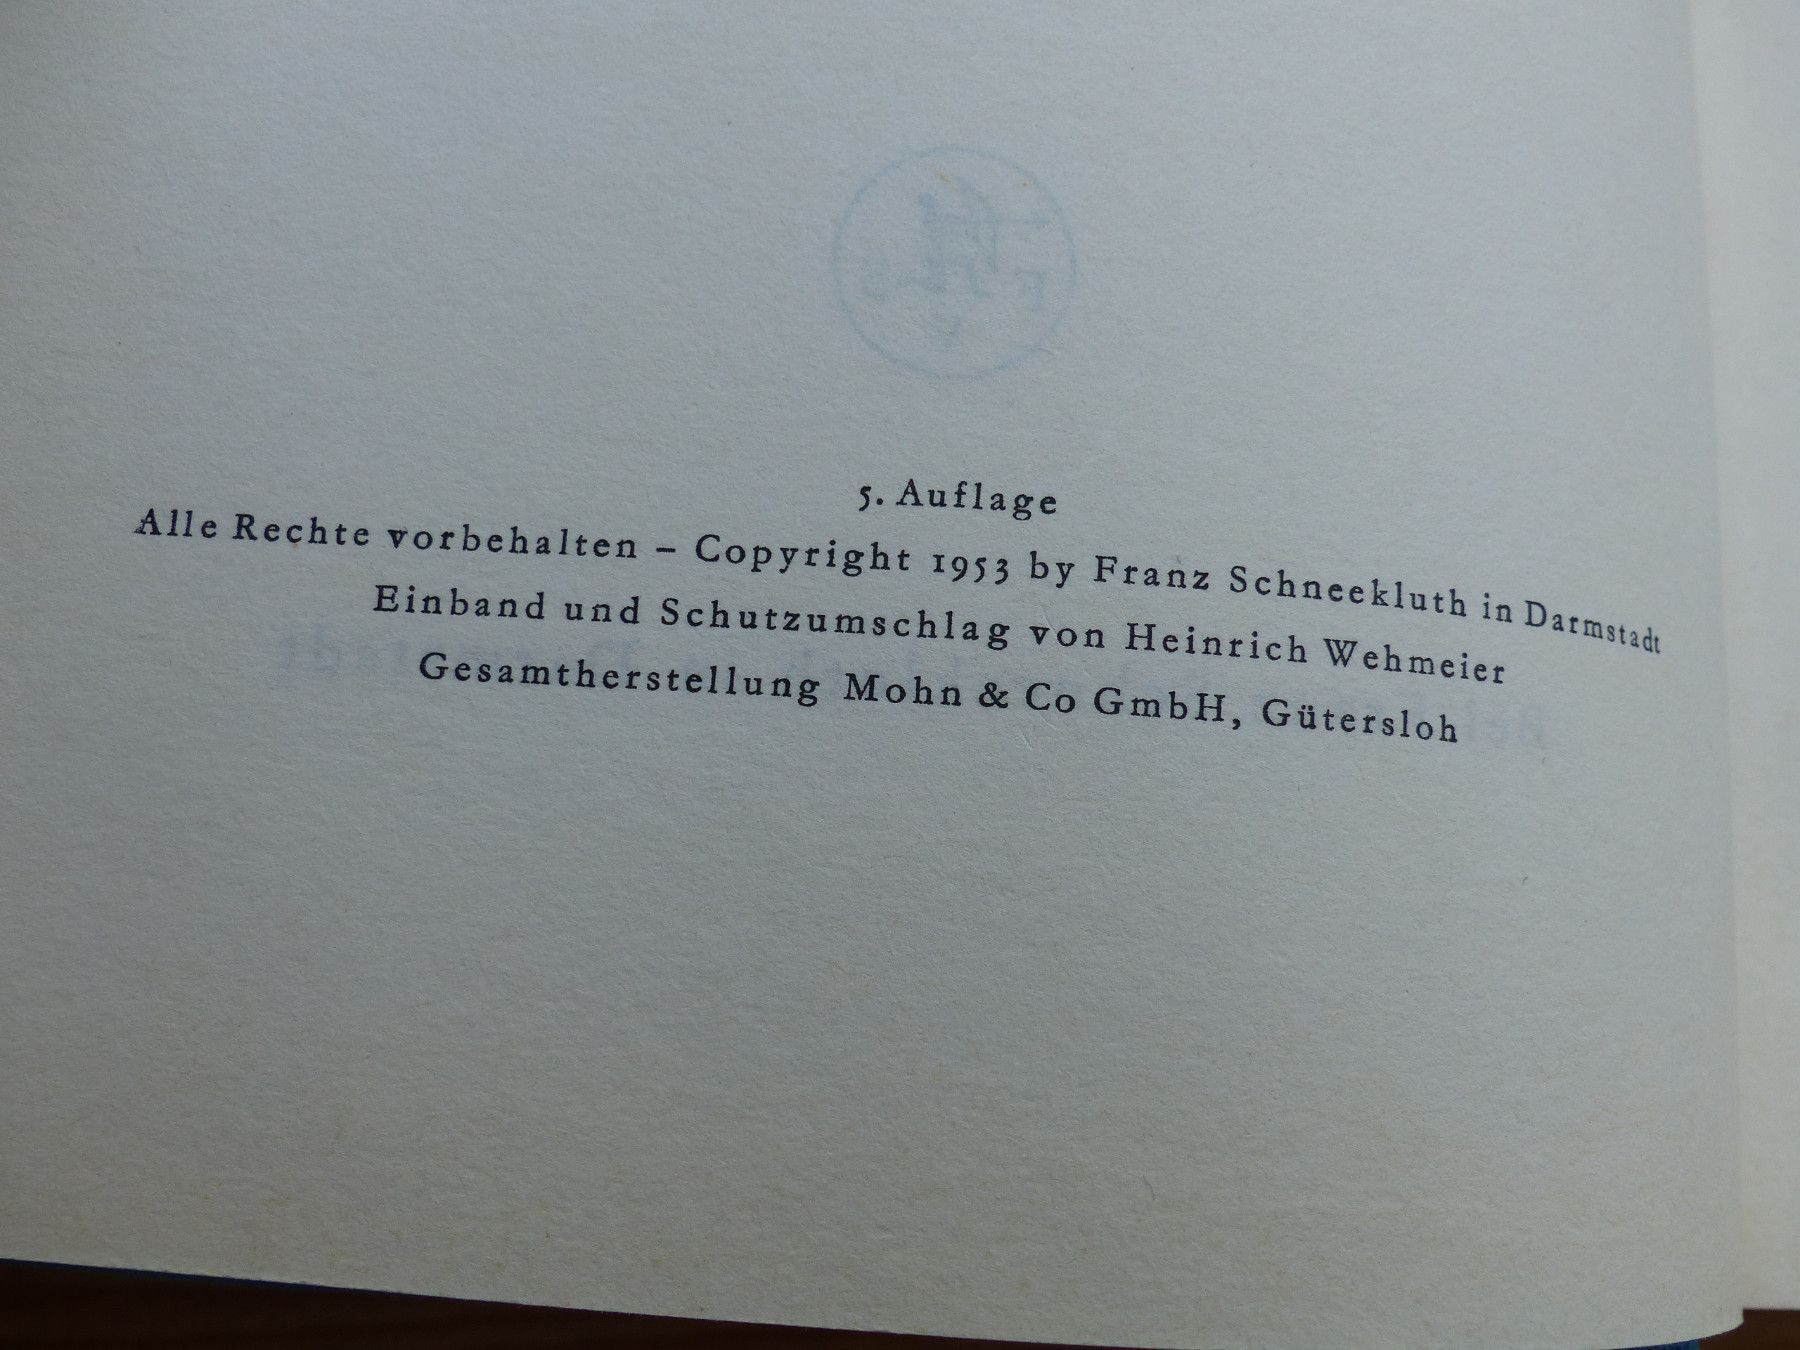 5. Auflage
Alle Rechte vorbehalten – Copyright 1953 by Franz Schneekluth in Darmstadt
Einband und Schutzumschlag von Heinrich Wehmeier
Gesamtherstellung Mohn & Co GmbH, Gütersloh